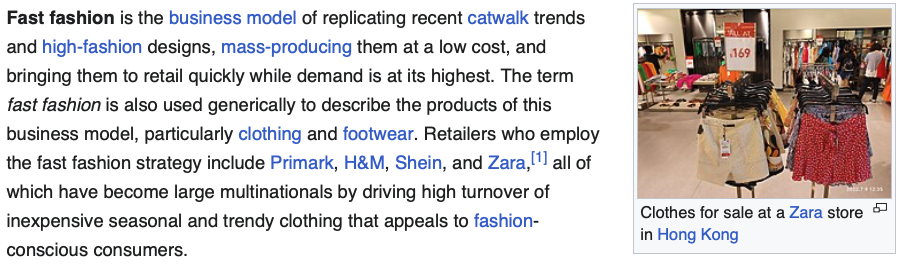 Fast fashion is the business model of replicating recent catwalk trends
and high-fashion designs, mass-producing them at a low cost, and
bringing them to retail quickly while demand is at its highest. The term
fast fashion is also used generically to describe the products of this
business model, particularly clothing and footwear. Retailers who employ
the fast fashion strategy include Primark, H&M, Shein, and Zara,[1] all of
which have become large multinationals by driving high turnover of
inexpensive seasonal and trendy clothing that appeals to fashion-
conscious consumers.
ALL AT
$169
Clothes for sale at a Zara store
in Hong Kong